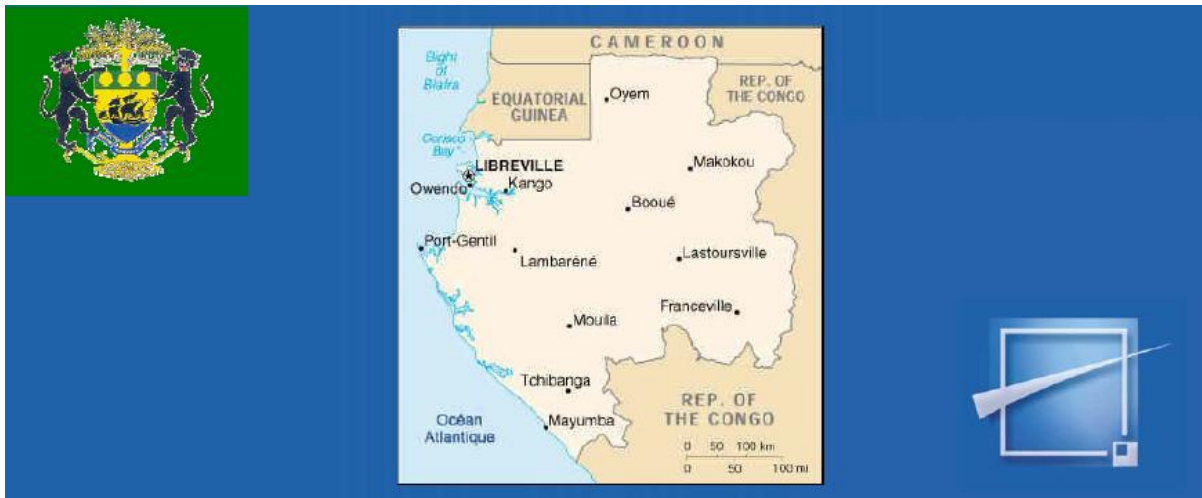 CAMEROON
Bight
of
Biafra
EQUATORIAL
GUINEA
Oyem
REP. OF
THE CONGO
Corisco
Bay
LIBREVILLE
Owendo
Kango
Makokou
Booué
Port-Gentil
Lambaréné
Lastoursville
Franceville
Mouila
Tchibanga
Mayumba
Océan
Atlantique
REP. OF
THE CONGO
0 50 100 km
0 50 100 mi